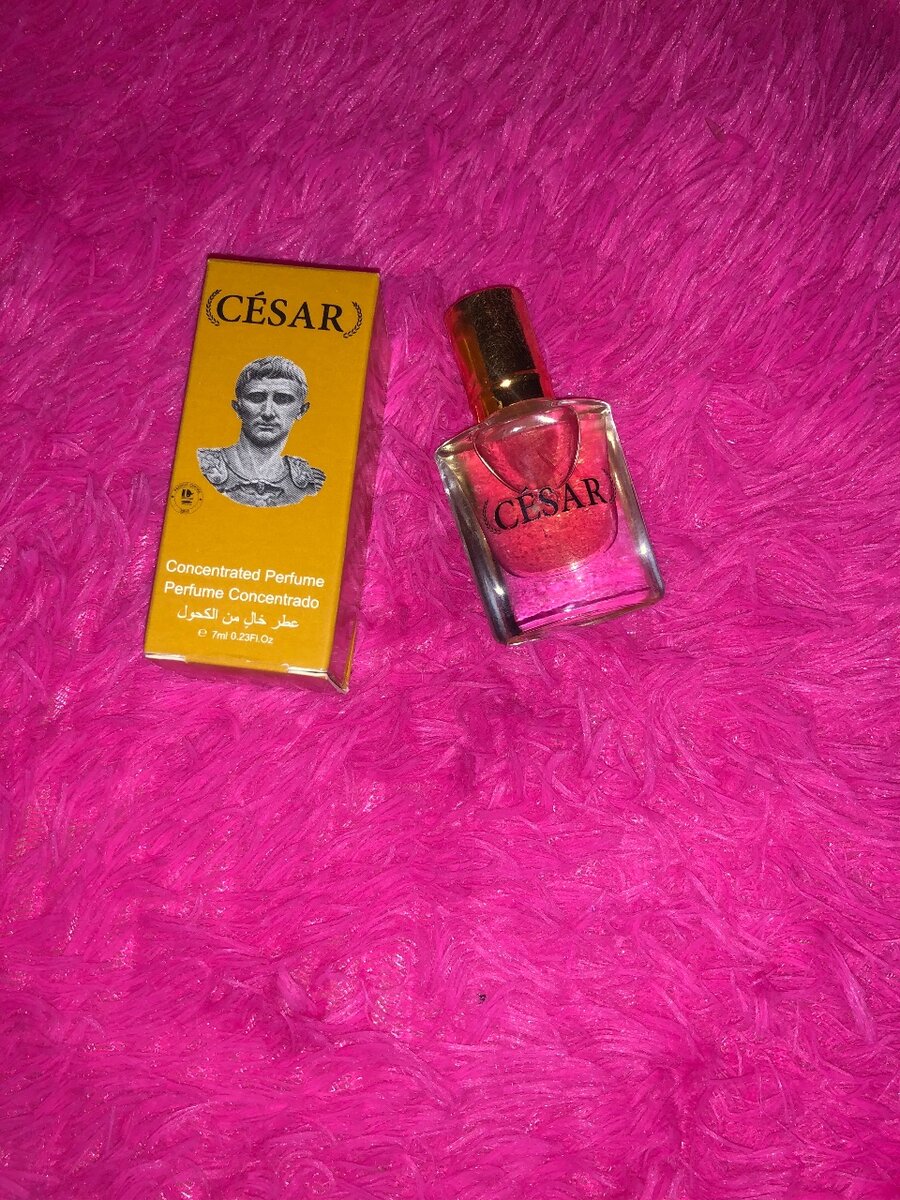 CÉSAR
Concentrated Perfume
Perfume Concentrado
عطر خالٍ من الكحول
e 7ml 0.23Fl.Oz
CÉSAR